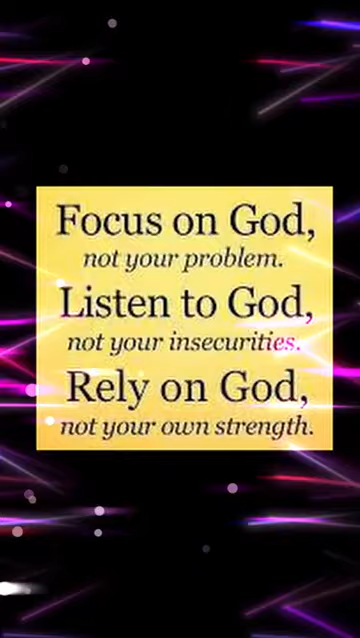 Focus on God,
not your problem.
Listen to God,
not your insecurities.
Rely on God,
not your own strength.